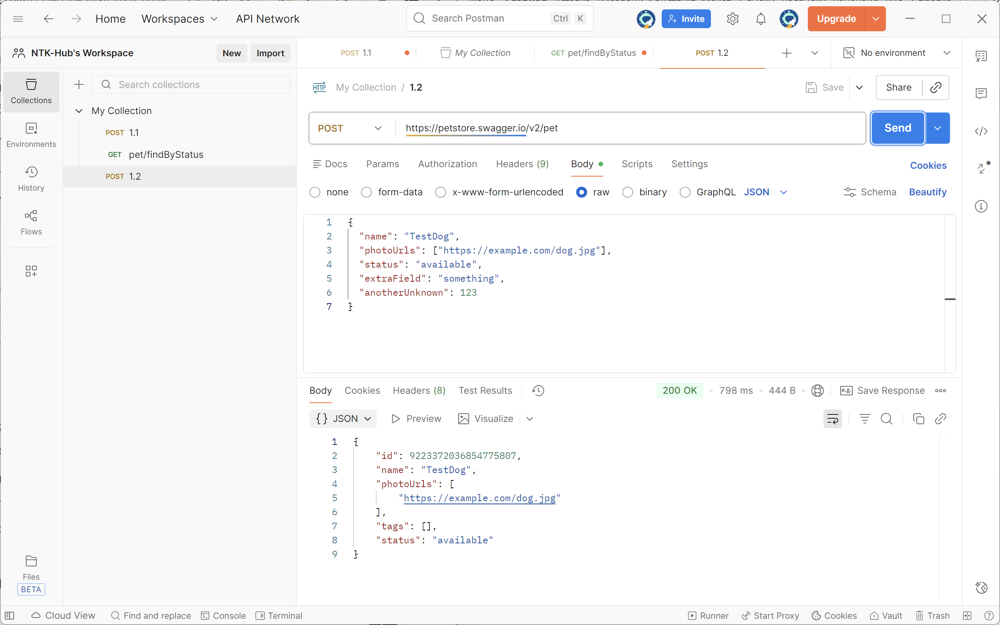 Home
Workspaces
API Network
Search Postman
Ctrl K
Invite
Upgrade
NTK-Hub's Workspace
New
Import
POST 1.1
My Collection
GET pet/findByStatus
POST 1.2
No environment
Collections
Search collections
My Collection / 1.2
Save
Share
My Collection
POST 1.1
GET pet/findByStatus
POST 1.2
Environments
History
Flows
Files
BETA
POST
https://petstore.swagger.io/v2/pet
Send
Docs
Params
Authorization
Headers (9)
Body
Scripts
Settings
Cookies
none
form-data
x-www-form-urlencoded
raw
binary
GraphQL
JSON
Schema
Beautify
1 {
2 "name": "TestDog",
3 "photoUrls": ["https://example.com/dog.jpg"],
4 "status": "available",
5 "extraField": "something",
6 "anotherUnknown": 123
7 }
Body
Cookies
Headers (8)
Test Results
200 OK
798 ms
444 B
e.g. Save Response
{ } JSON
Preview
Visualize
1 {
2 "id": 9223372036854775807,
3 "name": "TestDog",
4 "photoUrls": [
5 "https://example.com/dog.jpg"
6 ],
7 "tags": [],
8 "status": "available"
9 }
Cloud View
Find and replace
Console
Terminal
Runner
Start Proxy
Cookies
Vault
Trash